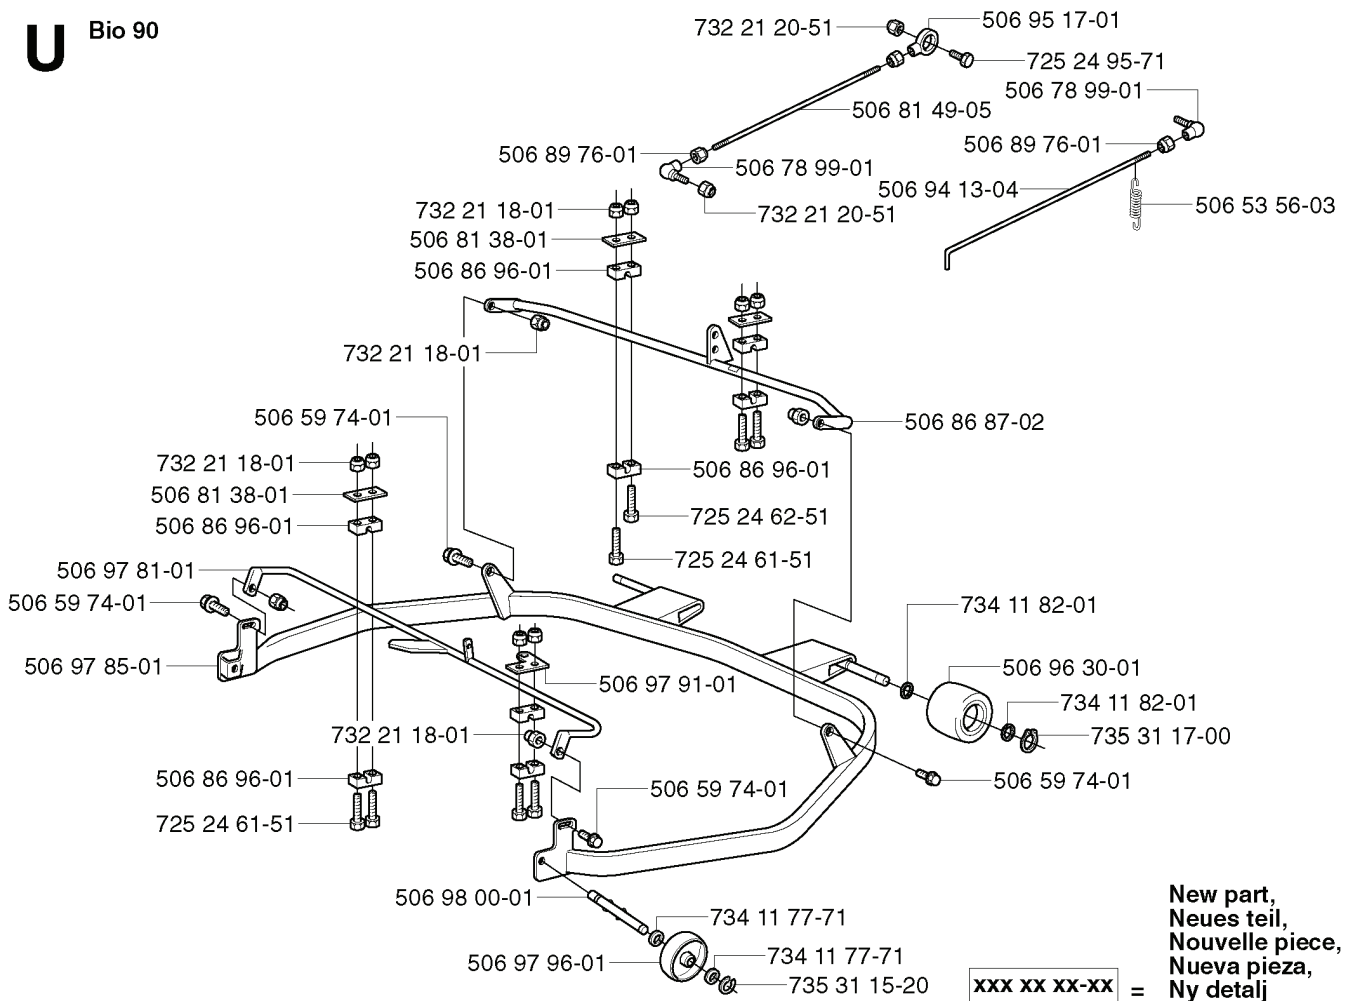 U Bio 90
732 21 20-51
506 95 17-01
725 24 95-71
506 78 99-01
506 81 49-05
506 89 76-01
506 89 76-01
506 78 99-01
506 94 13-04
506 53 56-03
732 21 18-01
732 21 20-51
506 81 38-01
506 86 96-01
732 21 18-01
506 59 74-01
506 86 87-02
732 21 18-01
506 86 96-01
506 81 38-01
725 24 62-51
506 86 96-01
725 24 61-51
506 97 81-01
506 59 74-01
734 11 82-01
506 97 85-01
506 96 30-01
506 97 91-01
734 11 82-01
732 21 18-01
735 31 17-00
506 86 96-01
506 59 74-01
506 59 74-01
725 24 61-51
506 98 00-01
734 11 77-71
506 97 96-01
734 11 77-71
735 31 15-20
xxx xx xx-xx =
New part,
Neues teil,
Nouvelle piece,
Nueva pieza,
Ny detalj